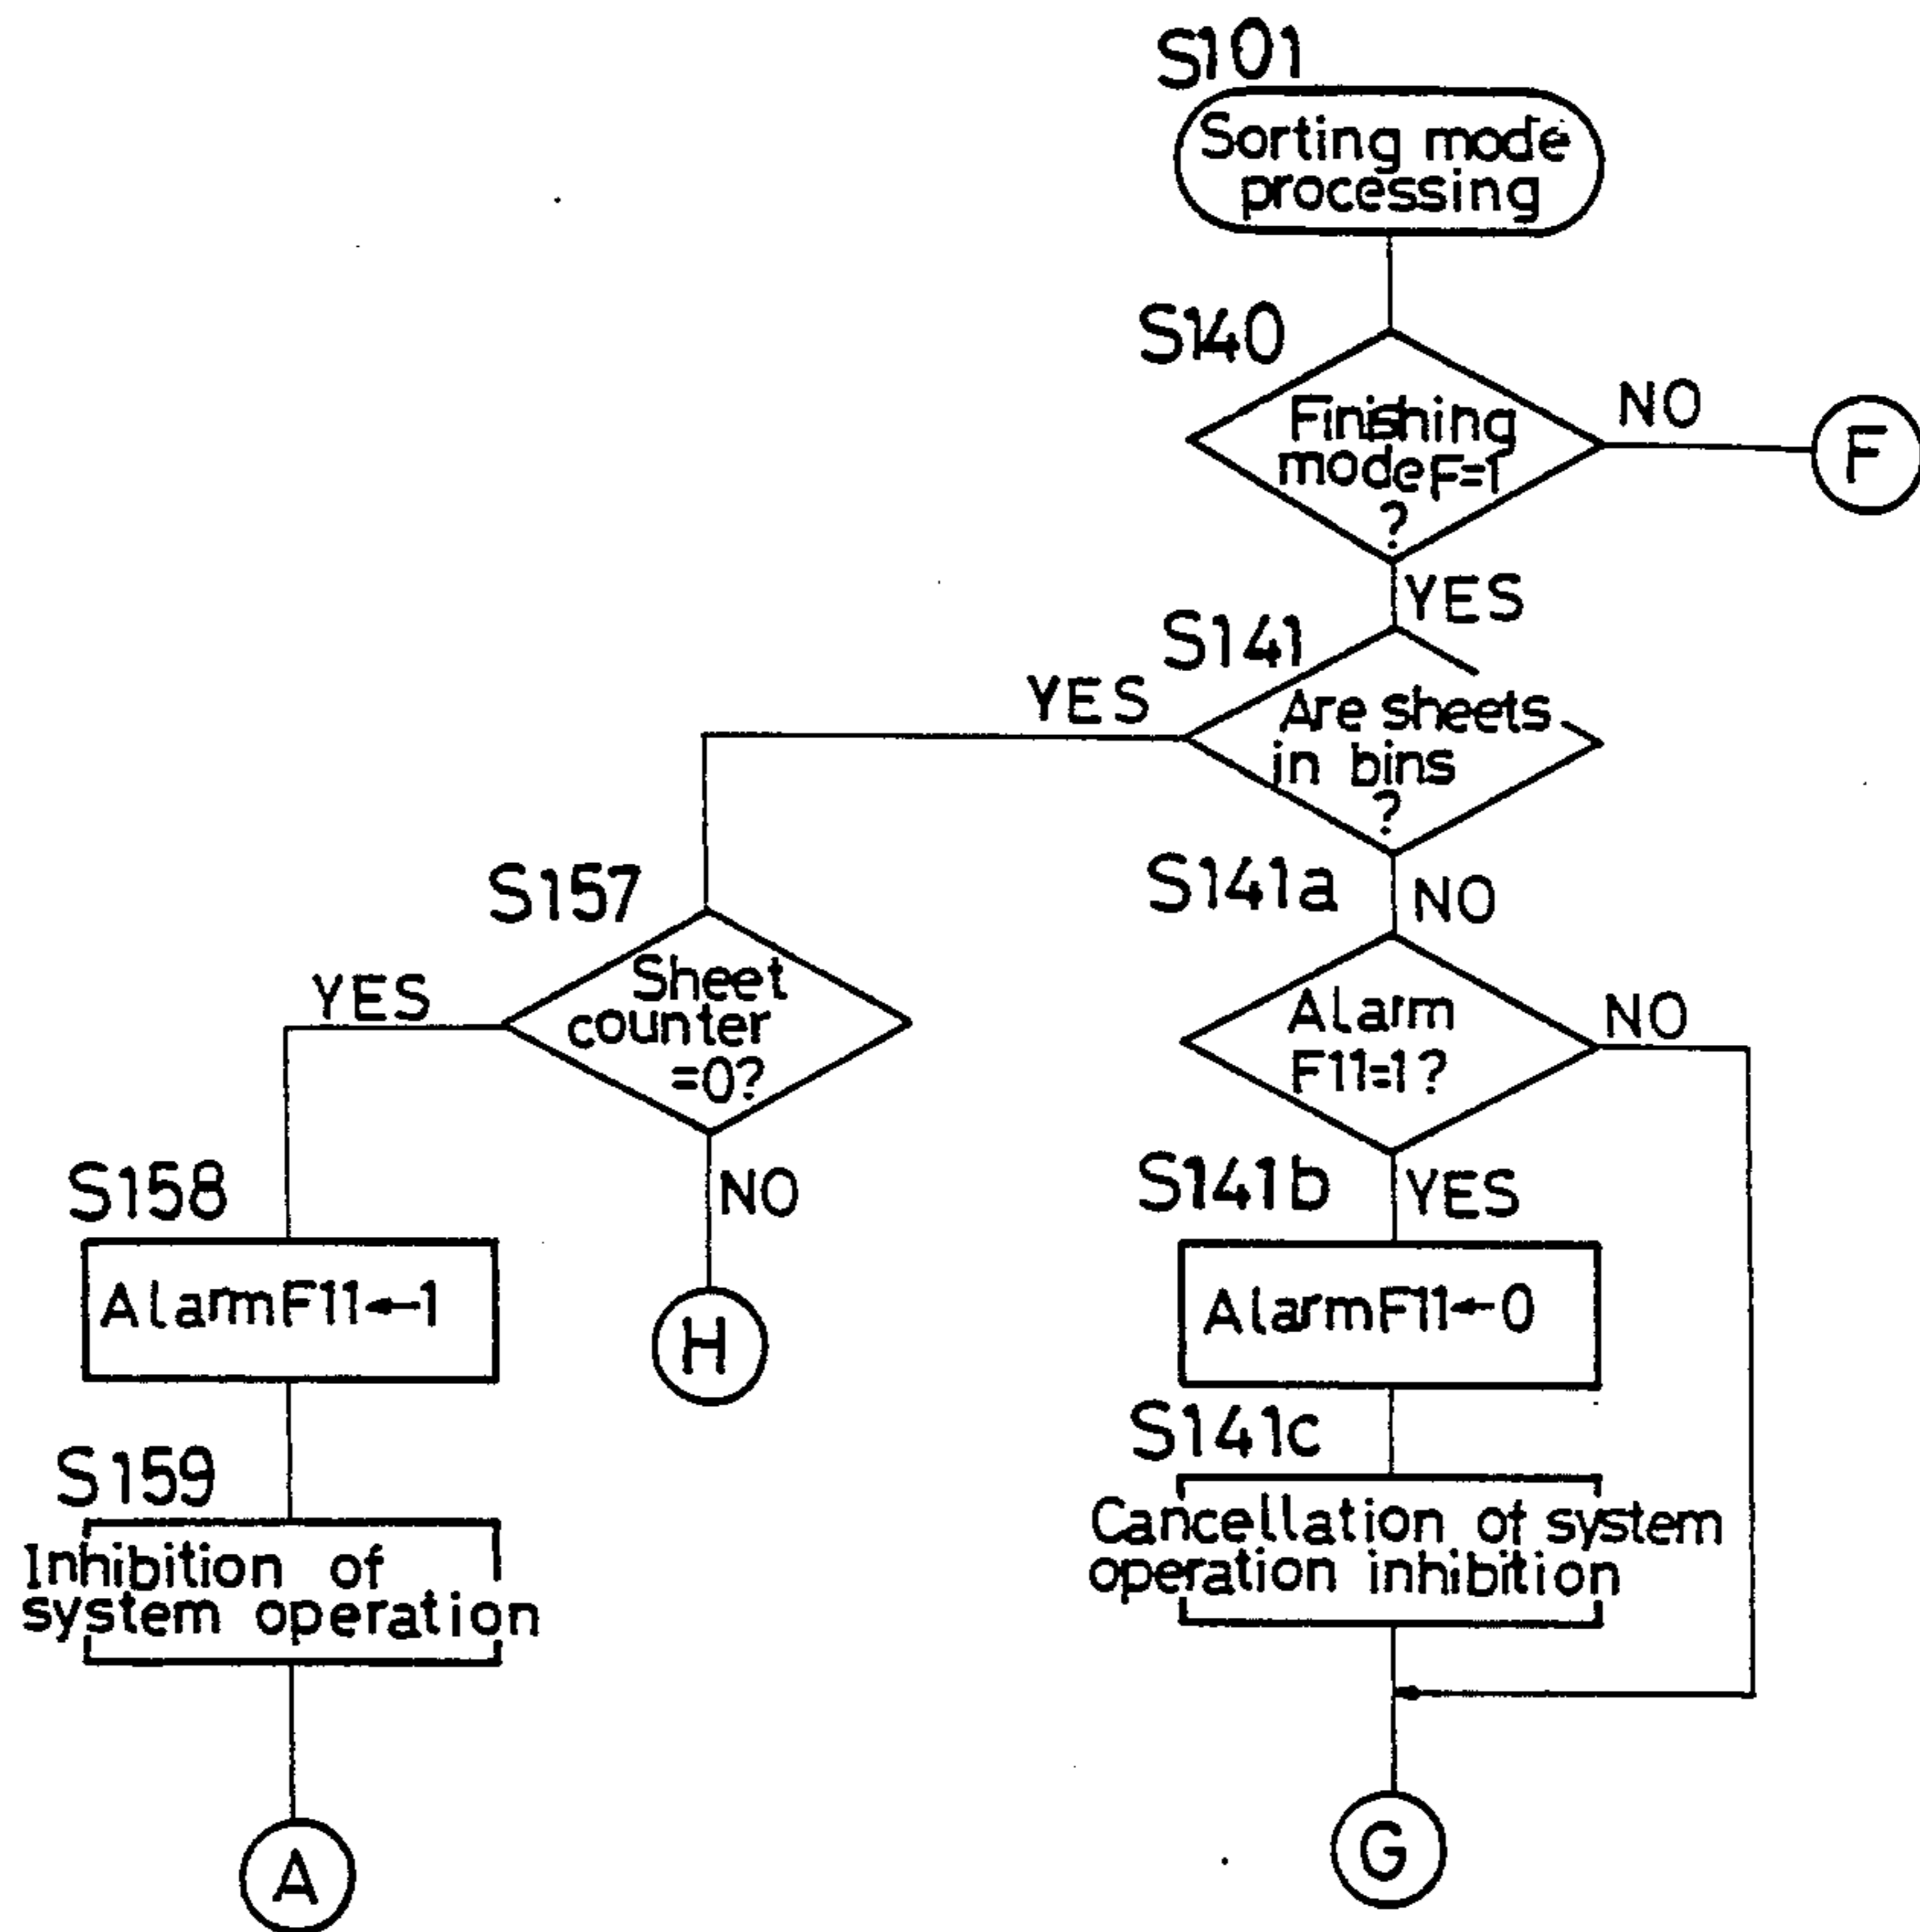 S101
Sorting mode
processing
S140
Finishing
mode F=1
?
NO
F
YES
S141
YES
Are sheets
in bins
?
S157
S141a
NO
Sheet
counter
=0?
YES
Alarm
F11=1?
NO
S158
NO
S141b
YES
Alarm F11←1
H
Alarm F11←0
S159
S141c
Inhibition of
system operation
Cancellation of system
operation inhibition
A
G